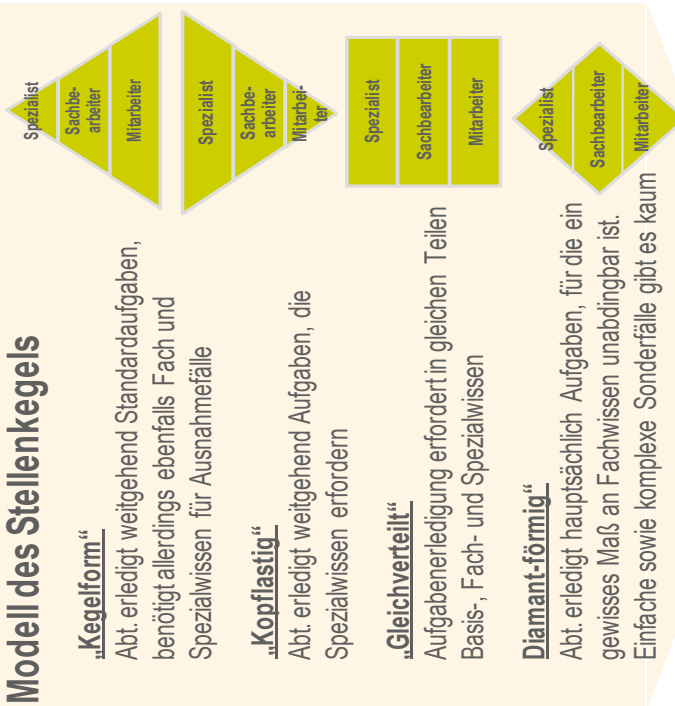 Modell des Stellenkegels
„Kegelform“
Abt. erledigt weitgehend Standardaufgaben,
benötigt allerdings ebenfalls Fach und
Spezialwissen für Ausnahmefälle
Spezialist
Sachbe-
arbeiter
Mitarbeiter
„Kopflastig“
Abt. erledigt weitgehend Aufgaben, die
Spezialwissen erfordern
Spezialist
Sachbe-
arbeiter
Mitarbei-
ter
„Gleichverteilt“
Aufgabenerledigung erfordert in gleichen Teilen
Basis-, Fach- und Spezialwissen
Spezialist
Sachbearbeiter
Mitarbeiter
Diamant-förmig“
Abt. erledigt hauptsächlich Aufgaben, für die ein
gewisses Maß an Fachwissen unabdingbar ist.
Einfache sowie komplexe Sonderfälle gibt es kaum
Spezialist
Sachbearbeiter
Mitarbeiter